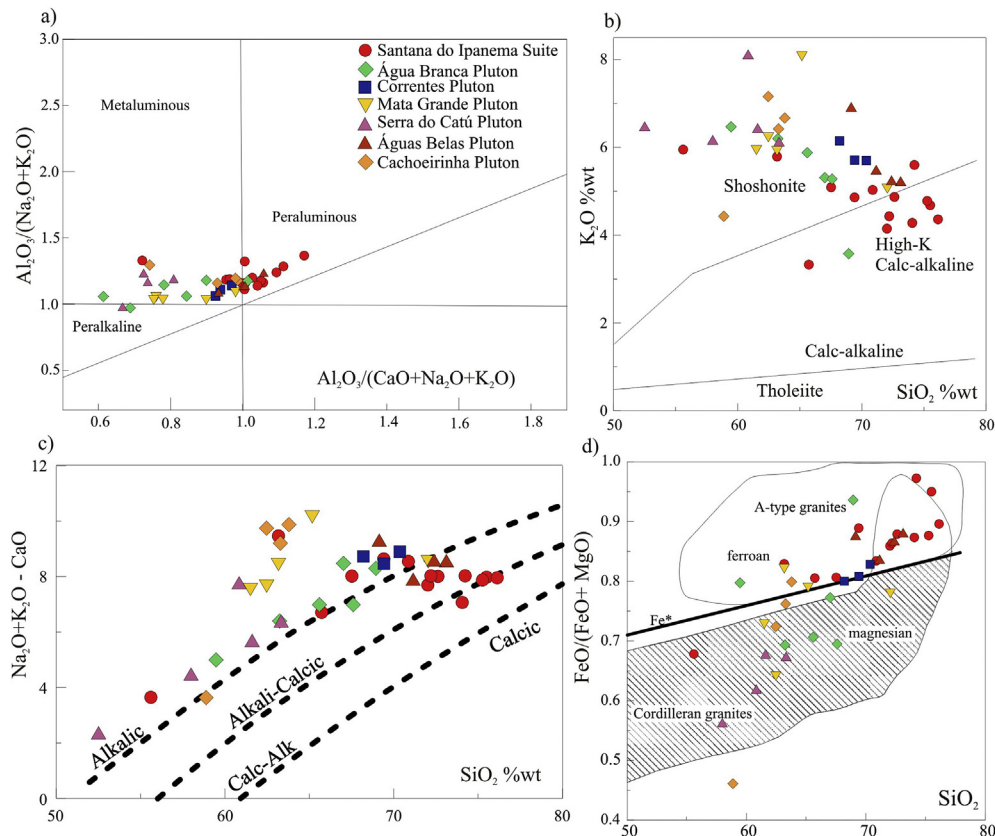 a)
3.0
2.5
2.0
1.5
1.0
0.5
Al₂O₃/(Na₂O+K₂O)
Metaluminous
Peraluminous
Peralkaline
Santana do Ipanema Suite
Água Branca Pluton
Correntes Pluton
Mata Grande Pluton
Serra do Catú Pluton
Águas Belas Pluton
Cachoeirinha Pluton
Al₂O₃/(CaO+Na₂O+K₂O)
0.6 0.8 1.0 1.2 1.4 1.6 1.8
b)
8
6
4
2
0
K₂O %wt
Shoshonite
High-K
Calc-alkaline
Calc-alkaline
Tholeiite
SiO₂ %wt
50 60 70 80
c)
12
8
4
0
Na₂O+K₂O - CaO
Alkalic
Alkali-Calcic
Calc-Alk
Calcic
SiO₂ %wt
50 60 70 80
d)
1.0
0.9
0.8
0.7
0.6
0.5
0.4
FeO/(FeO+ MgO)
A-type granites
ferroan
Fe*
magnesian
Cordilleran granites
SiO₂
50 60 70 80